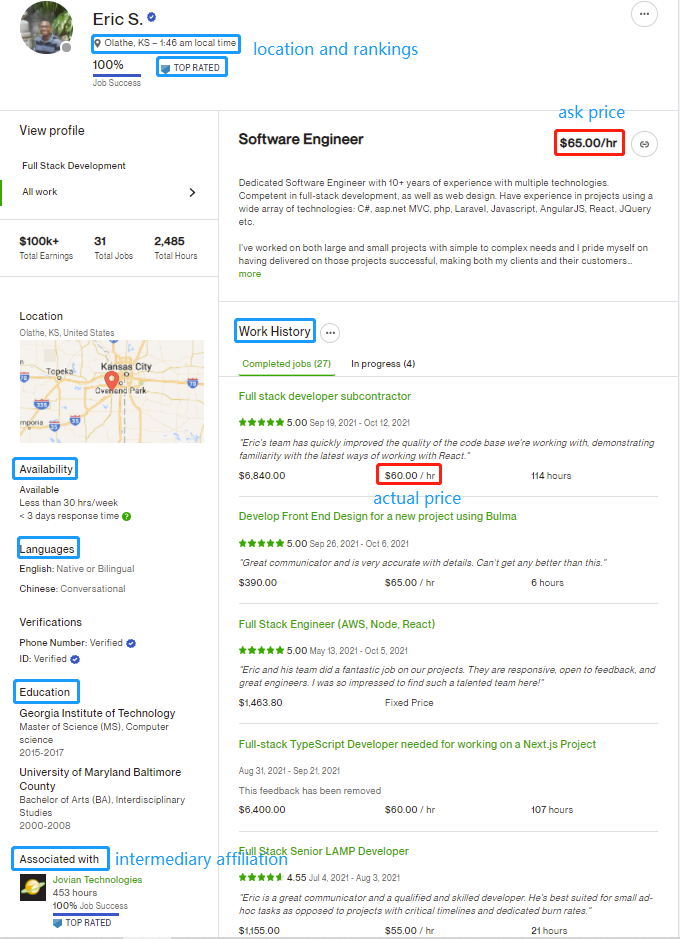 Eric S.
Olathe, KS – 1:46 am local time
location and rankings
100%
TOP RATED
Job Success
ask price
View profile
Full Stack Development
All work
$100k+
31
2,485
Total Earnings
Total Jobs
Total Hours
Software Engineer
$65.00/hr
Dedicated Software Engineer with 10+ years of experience with multiple technologies.
Competent in full-stack development, as well as web design. Have experience in projects using a
wide array of technologies: C#, asp.net MVC, php, Laravel, Javascript, AngularJS, React, JQuery
etc.
I've worked on both large and small projects with simple to complex needs and I pride myself on
having delivered on those projects successful, making both my clients and their customers...
more
Location
Olathe, KS, United States
Topeka
Kansas City
Overland Park
emporia
Availability
Available
Less than 30 hrs/week
< 3 days response time
Languages
English: Native or Bilingual
Chinese: Conversational
Verifications
Phone Number: Verified
ID: Verified
Education
Georgia Institute of Technology
Master of Science (MS), Computer
science
2015-2017
University of Maryland Baltimore
County
Bachelor of Arts (BA), Interdisciplinary
Studies
2000-2008
Associated with
intermediary affiliation
Jovian Technologies
453 hours
100% Job Success
TOP RATED
Work History
Completed jobs (27)
In progress (4)
Full stack developer subcontractor
5.00 Sep 19, 2021 - Oct 12, 2021
"Eric's team has quickly improved the quality of the code base we're working with, demonstrating
familiarity with the latest ways of working with React."
$6,840.00
$60.00 / hr
114 hours
actual price
Develop Front End Design for a new project using Bulma
5.00 Sep 26, 2021 - Oct 6, 2021
"Great communicator and is very accurate with details. Can't get any better than this."
$390.00
$65.00 / hr
6 hours
Full Stack Engineer (AWS, Node, React)
5.00 May 13, 2021 - Oct 5, 2021
"Eric and his team did a fantastic job on our projects. They are responsive, open to feedback, and
great engineers. I was so impressed to find such a talented team here!"
$1,463.80
Fixed Price
Full-stack TypeScript Developer needed for working on a Next.js Project
Aug 31, 2021 - Sep 21, 2021
This feedback has been removed
$6,400.00
$60.00 / hr
107 hours
Full Stack Senior LAMP Developer
4.55 Jul 4, 2021 - Aug 3, 2021
"Eric is a great communicator and a qualified and skilled developer. He's best suited for small ad-
hoc tasks as opposed to projects with critical timelines and dedicated burn rates."
$1,155.00
$55.00 / hr
21 hours